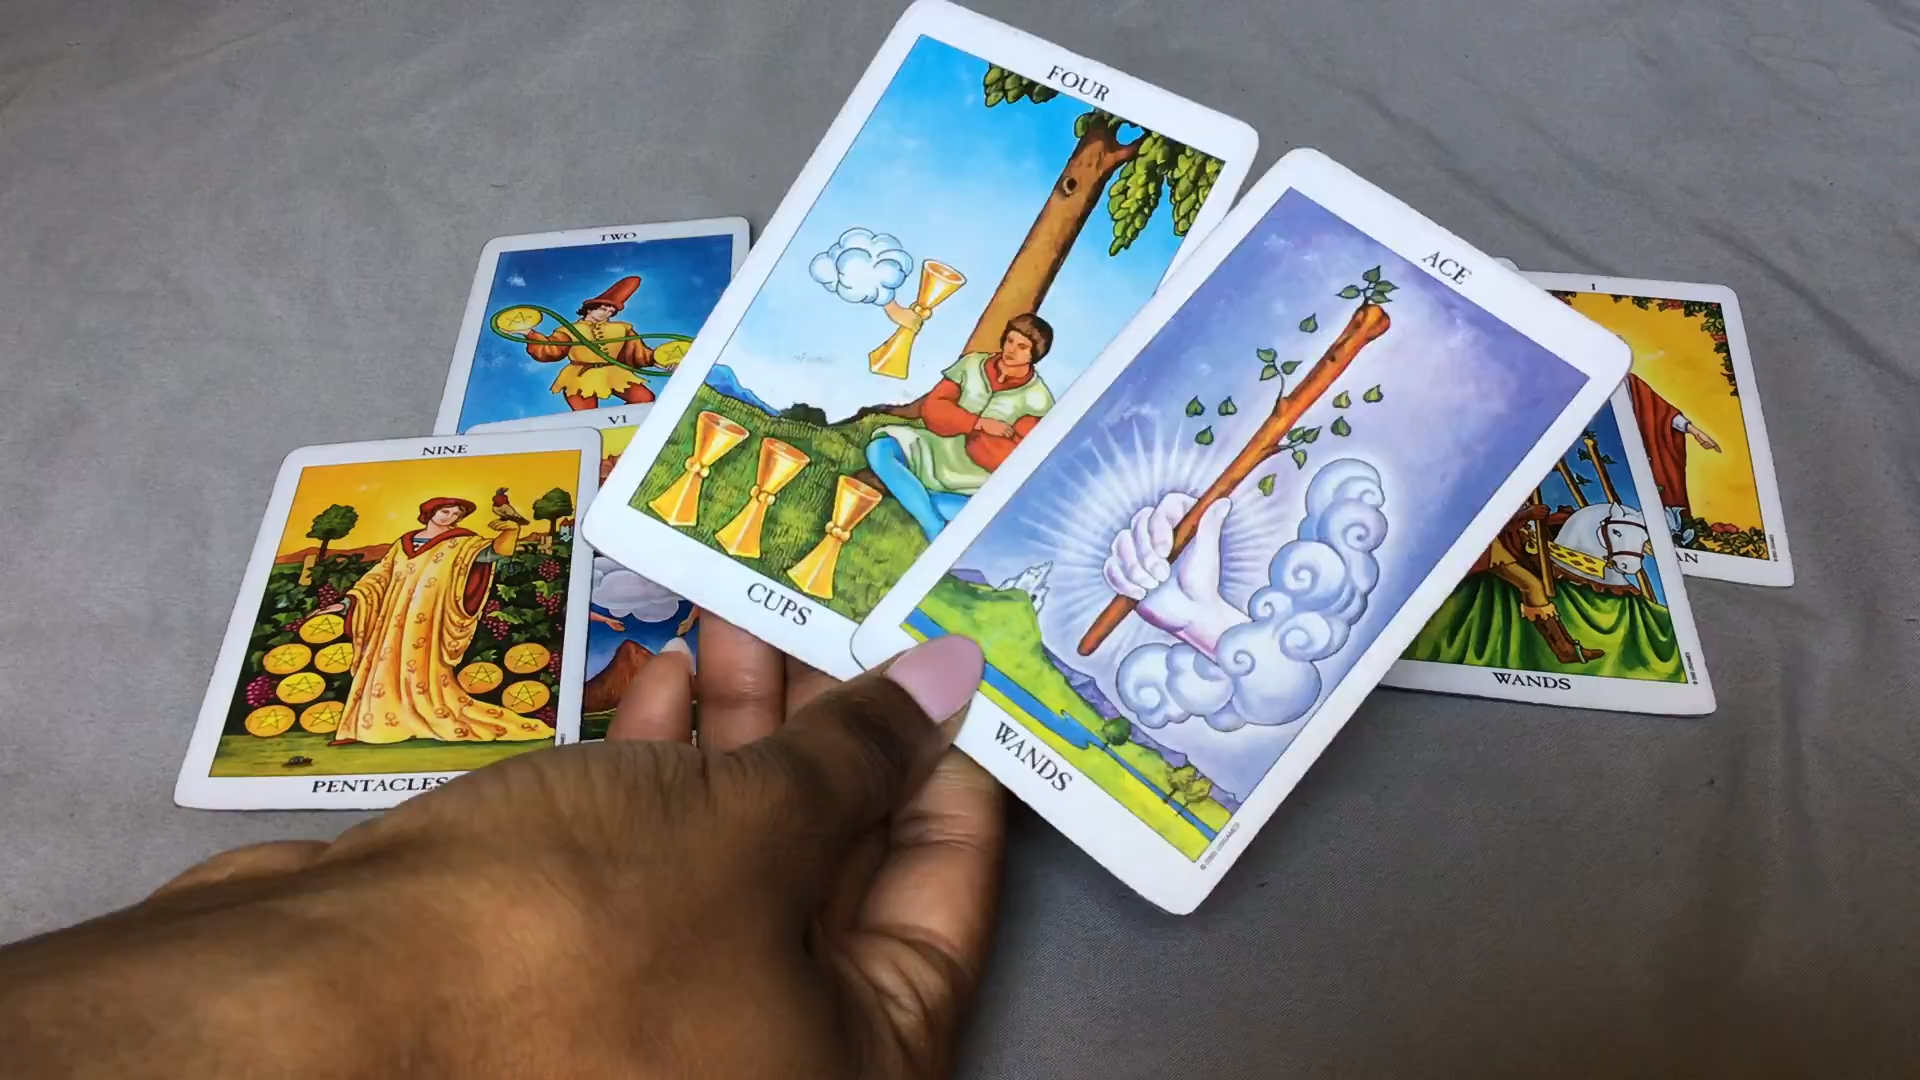 FOUR
CUPS
ACE
WANDS
TWO
VI
NINE
PENTACLES
I
WANDS